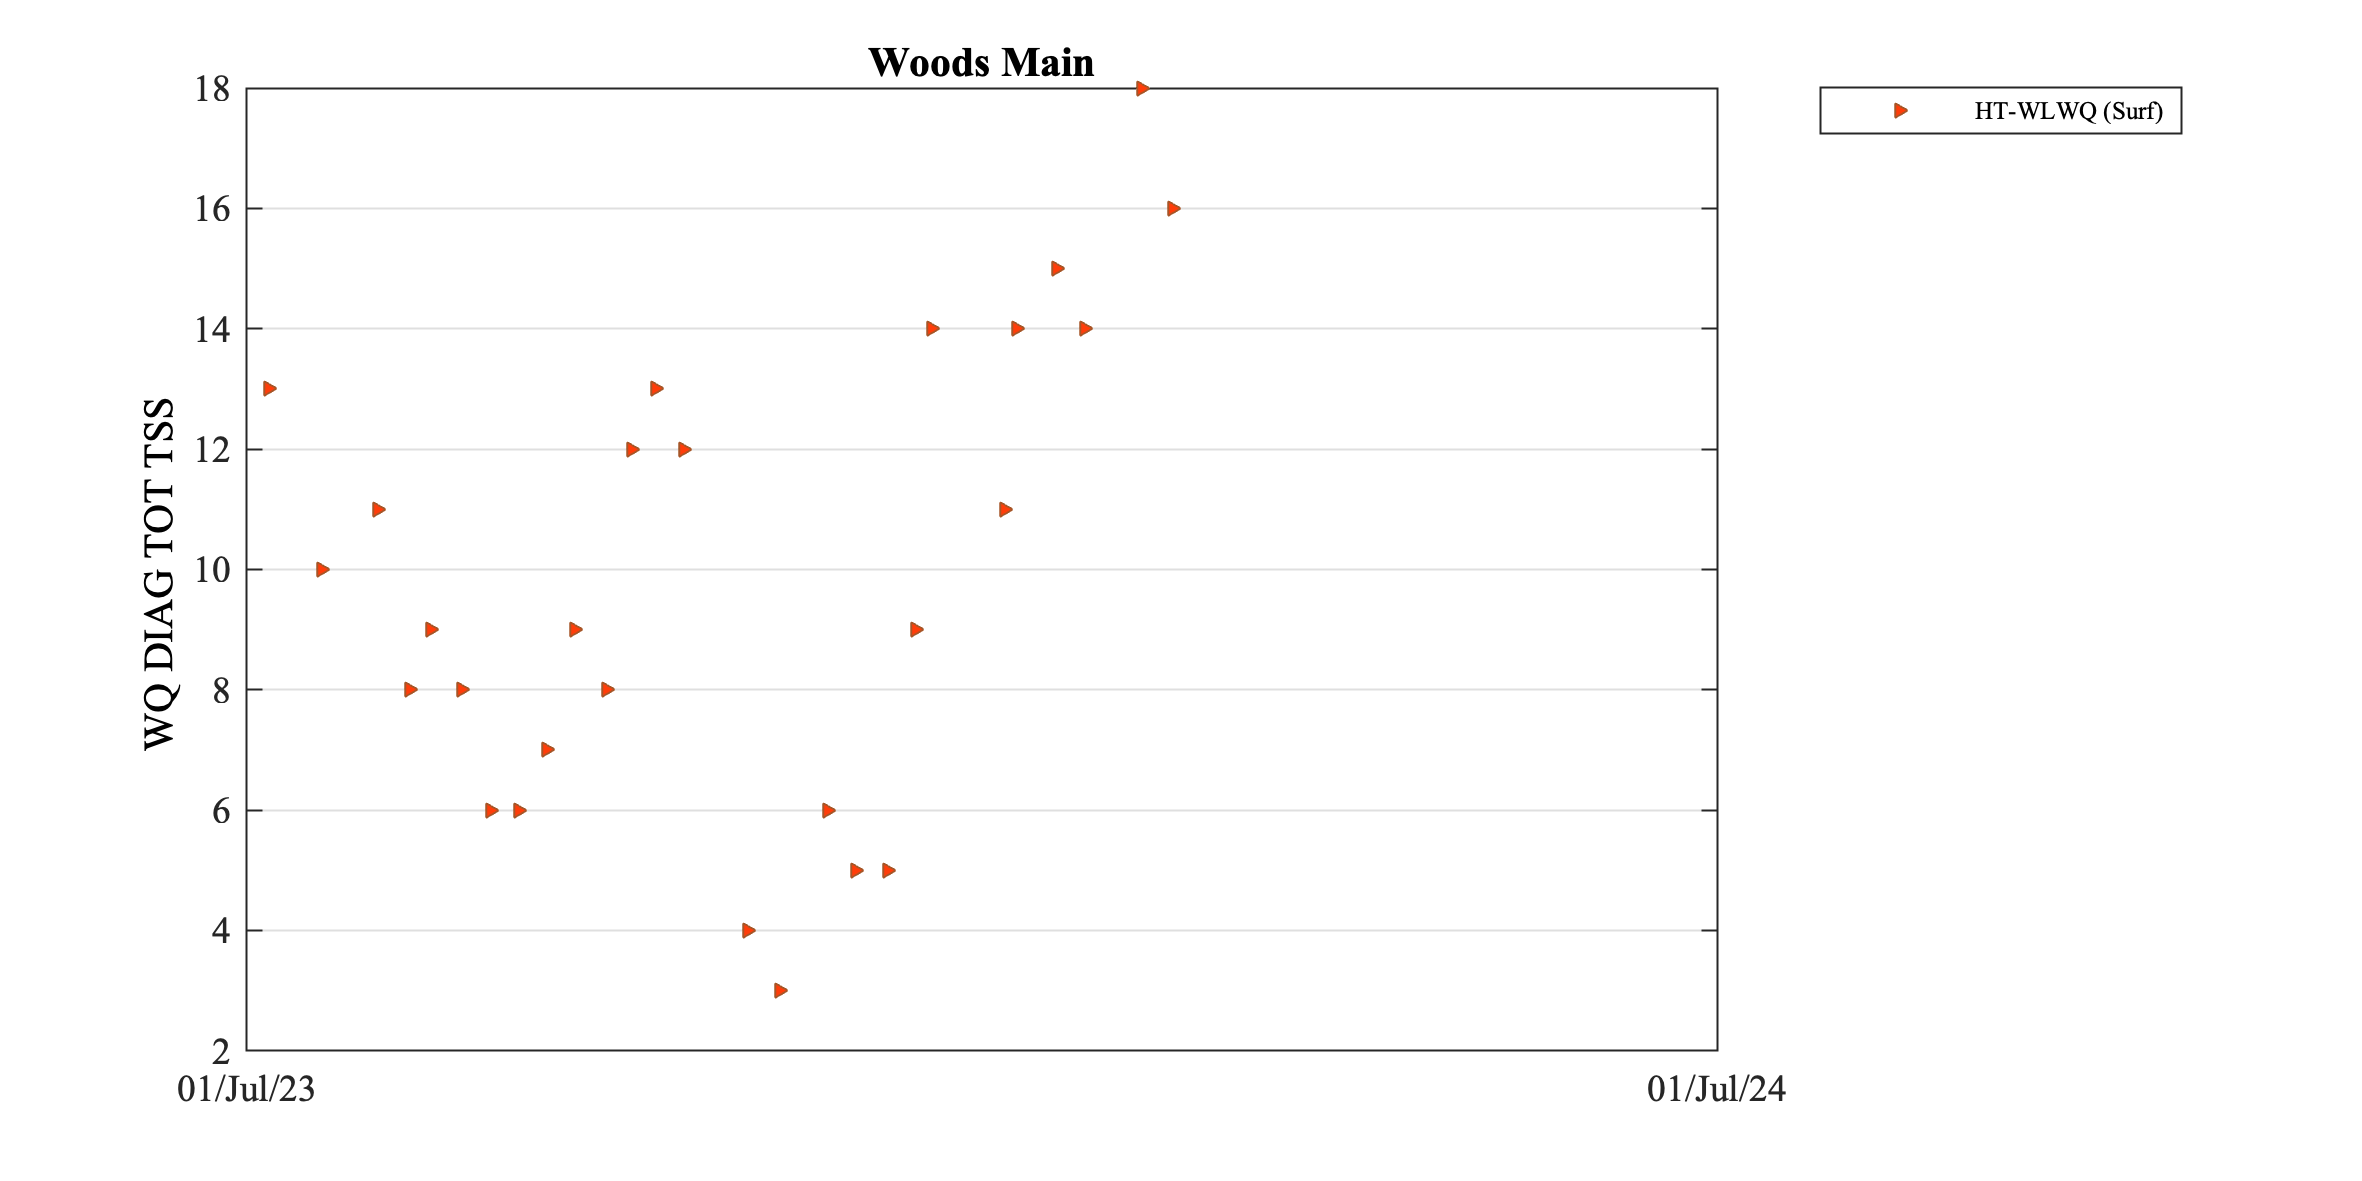 Woods Main
HT-WLWQ (Surf)
WQ DIAG TOT TSS
18
16
14
12
10
8
6
4
2
01/Jul/23
01/Jul/24